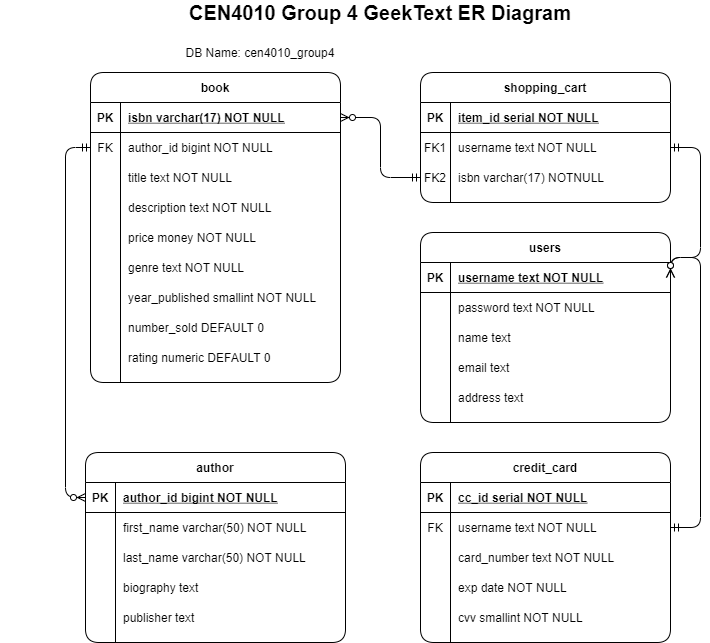 CEN4010 Group 4 GeekText ER Diagram
DB Name: cen4010_group4
book
PK isbn varchar(17) NOT NULL
FK author_id bigint NOT NULL
title text NOT NULL
description text NOT NULL
price money NOT NULL
genre text NOT NULL
year_published smallint NOT NULL
number_sold DEFAULT 0
rating numeric DEFAULT 0
shopping_cart
PK item_id serial NOT NULL
FK1 username text NOT NULL
FK2 isbn varchar(17) NOTNULL
users
PK username text NOT NULL
password text NOT NULL
name text
email text
address text
author
PK author_id bigint NOT NULL
first_name varchar(50) NOT NULL
last_name varchar(50) NOT NULL
biography text
publisher text
credit_card
PK cc_id serial NOT NULL
FK username text NOT NULL
card_number text NOT NULL
exp date NOT NULL
cvv smallint NOT NULL